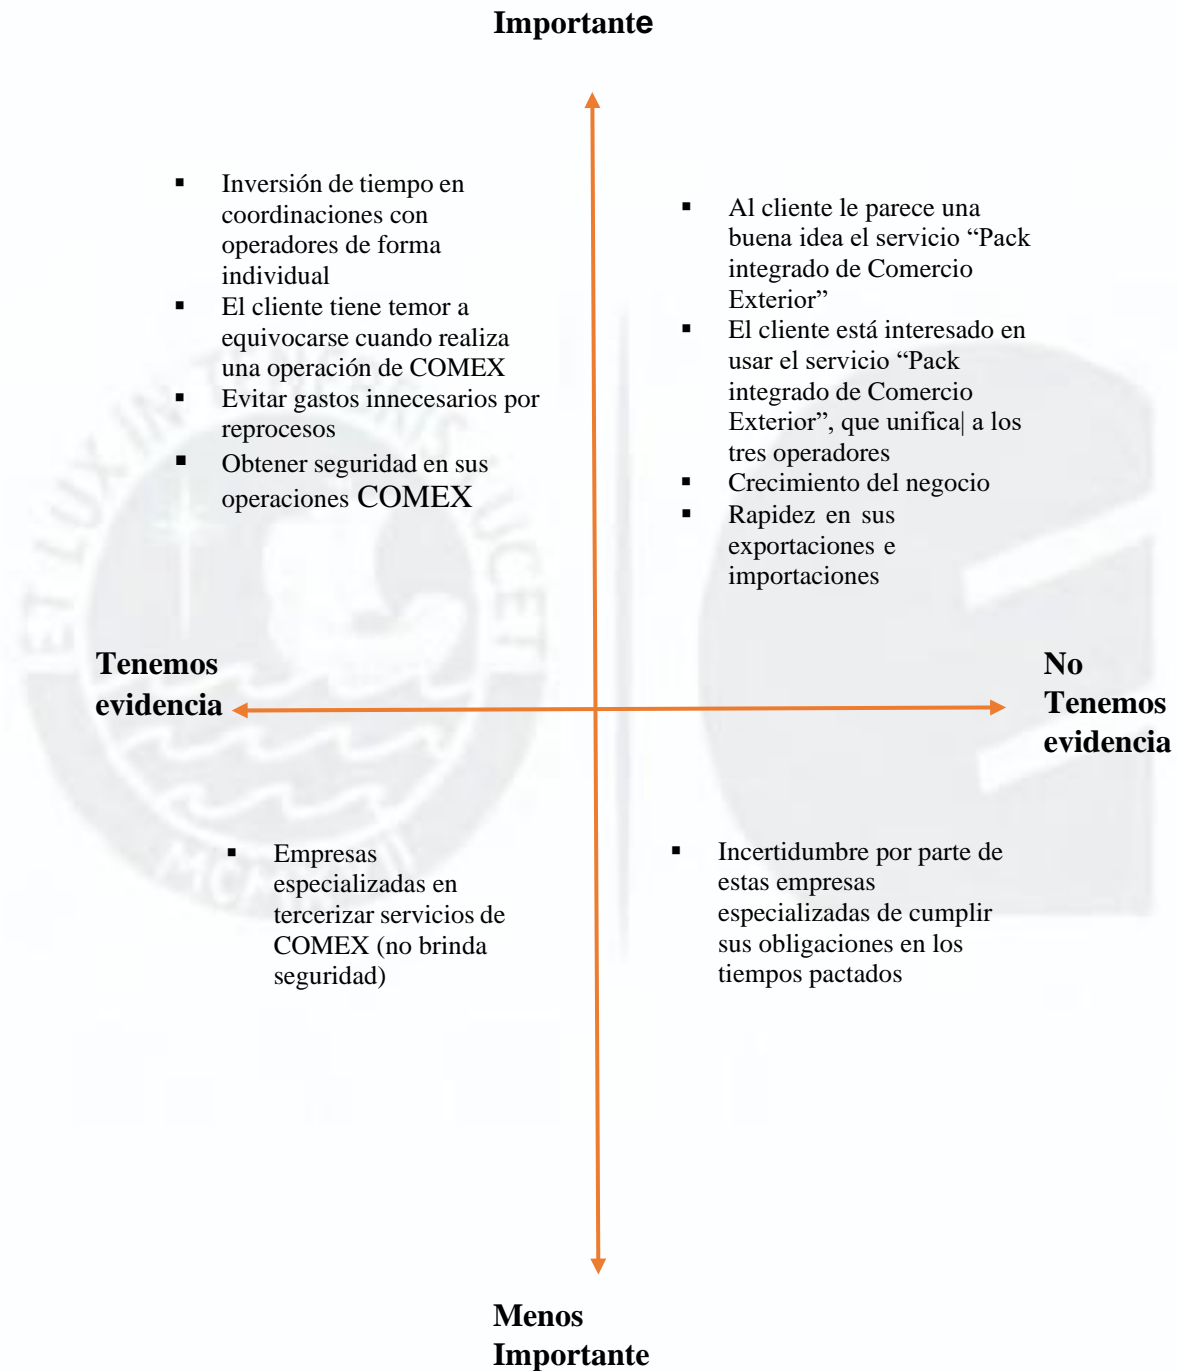 Importante
▪ Inversión de tiempo en
coordinaciones con
operadores de forma
individual
▪ El cliente tiene temor a
equivocarse cuando realiza
una operación de COMEX
▪ Evitar gastos innecesarios por
reprocesos
▪ Obtener seguridad en sus
operaciones COMEX
▪ Al cliente le parece una
buena idea el servicio “Pack
integrado de Comercio
Exterior”
▪ El cliente está interesado en
usar el servicio “Pack
integrado de Comercio
Exterior”, que unifica| a los
tres operadores
▪ Crecimiento del negocio
▪ Rapidez en sus
exportaciones e
importaciones
Tenemos
evidencia
No
Tenemos
evidencia
▪ Empresas
especializadas en
tercerizar servicios de
COMEX (no brinda
seguridad)
▪ Incertidumbre por parte de
estas empresas
especializadas de cumplir
sus obligaciones en los
tiempos pactados
Menos
Importante